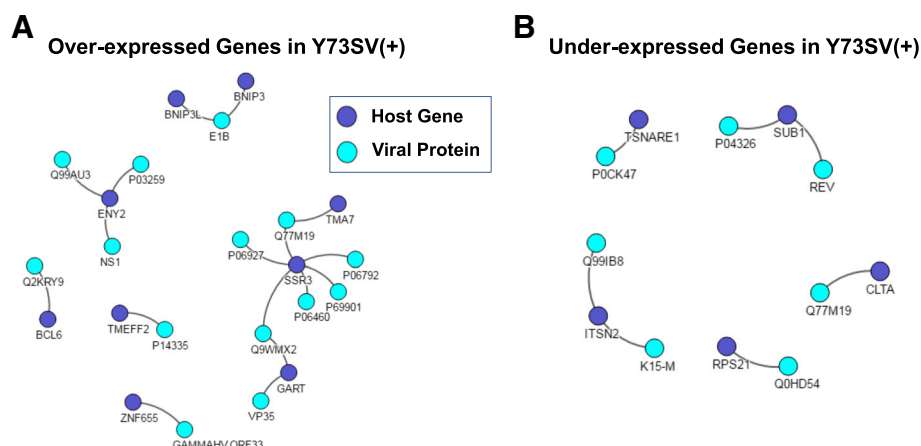 A
Over-expressed Genes in Y73SV(+)
BNIP3
BNIP3L
E1B
Q99AU3
P03259
ENY2
NS1
Q2KRY9
BCL6
TMEFF2
P14335
ZNF655
GAMMAHV.ORF33
Host Gene
Viral Protein
TMA7
Q77M19
P06927
SSR3
P06792
P69901
P06460
Q9WMX2
GART
VP35
B
Under-expressed Genes in Y73SV(+)
TSNARE1
P0CK47
SUB1
P04326
REV
Q99IB8
ITSN2
K15-M
CLTA
Q77M19
RPS21
Q0HD54